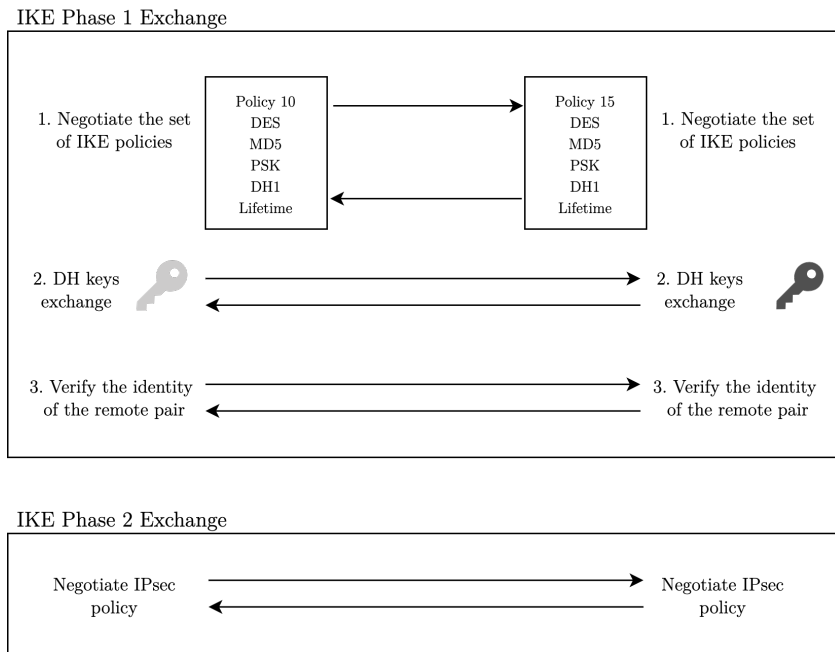 IKE Phase 1 Exchange
1. Negotiate the set
of IKE policies
Policy 10
DES
MD5
PSK
DH1
Lifetime
Policy 15
DES
MD5
PSK
DH1
Lifetime
1. Negotiate the set
of IKE policies
2. DH keys
exchange
2. DH keys
exchange
3. Verify the identity
of the remote pair
3. Verify the identity
of the remote pair
IKE Phase 2 Exchange
Negotiate IPsec
policy
Negotiate IPsec
policy